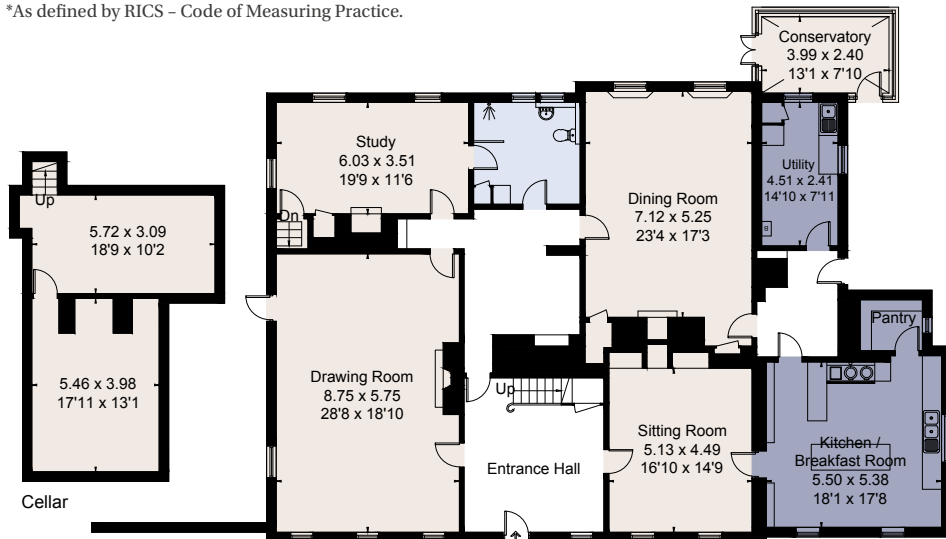 *As defined by RICS – Code of Measuring Practice.
Conservatory
3.99 x 2.40
13'1 x 7'10
Study
6.03 x 3.51
19'9 x 11'6
Utility
4.51 x 2.41
14'10 x 7'11
Up
Dn
Dining Room
7.12 x 5.25
23'4 x 17'3
5.72 x 3.09
18'9 x 10'2
Pantry
Drawing Room
8.75 x 5.75
28'8 x 18'10
5.46 x 3.98
17'11 x 13'1
Up
Sitting Room
5.13 x 4.49
16'10 x 14'9
Kitchen /
Breakfast Room
5.50 x 5.38
18'1 x 17'8
Entrance Hall
Cellar
B